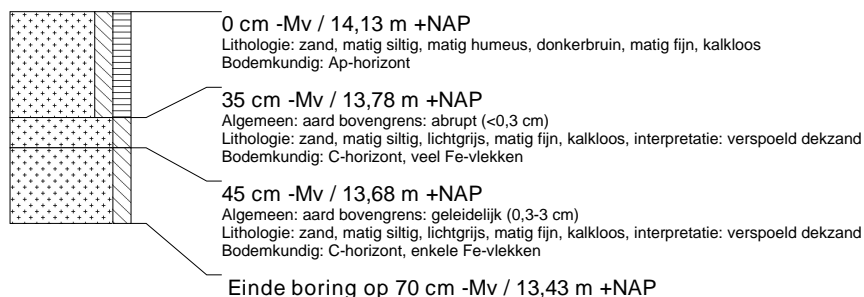 0 cm -Mv / 14,13 m +NAP
Lithologie: zand, matig siltig, matig humeus, donkerbruin, matig fijn, kalkloos
Bodemkundig: Ap-horizont
35 cm -Mv / 13,78 m +NAP
Algemeen: aard bovengrens: abrupt (<0,3 cm)
Lithologie: zand, matig siltig, lichtgrijs, matig fijn, kalkloos, interpretatie: verspoeld dekzand
Bodemkundig: C-horizont, veel Fe-vlekken
45 cm -Mv / 13,68 m +NAP
Algemeen: aard bovengrens: geleidelijk (0,3-3 cm)
Lithologie: zand, matig siltig, lichtgrijs, matig fijn, kalkloos, interpretatie: verspoeld dekzand
Bodemkundig: C-horizont, enkele Fe-vlekken
Einde boring op 70 cm -Mv / 13,43 m +NAP